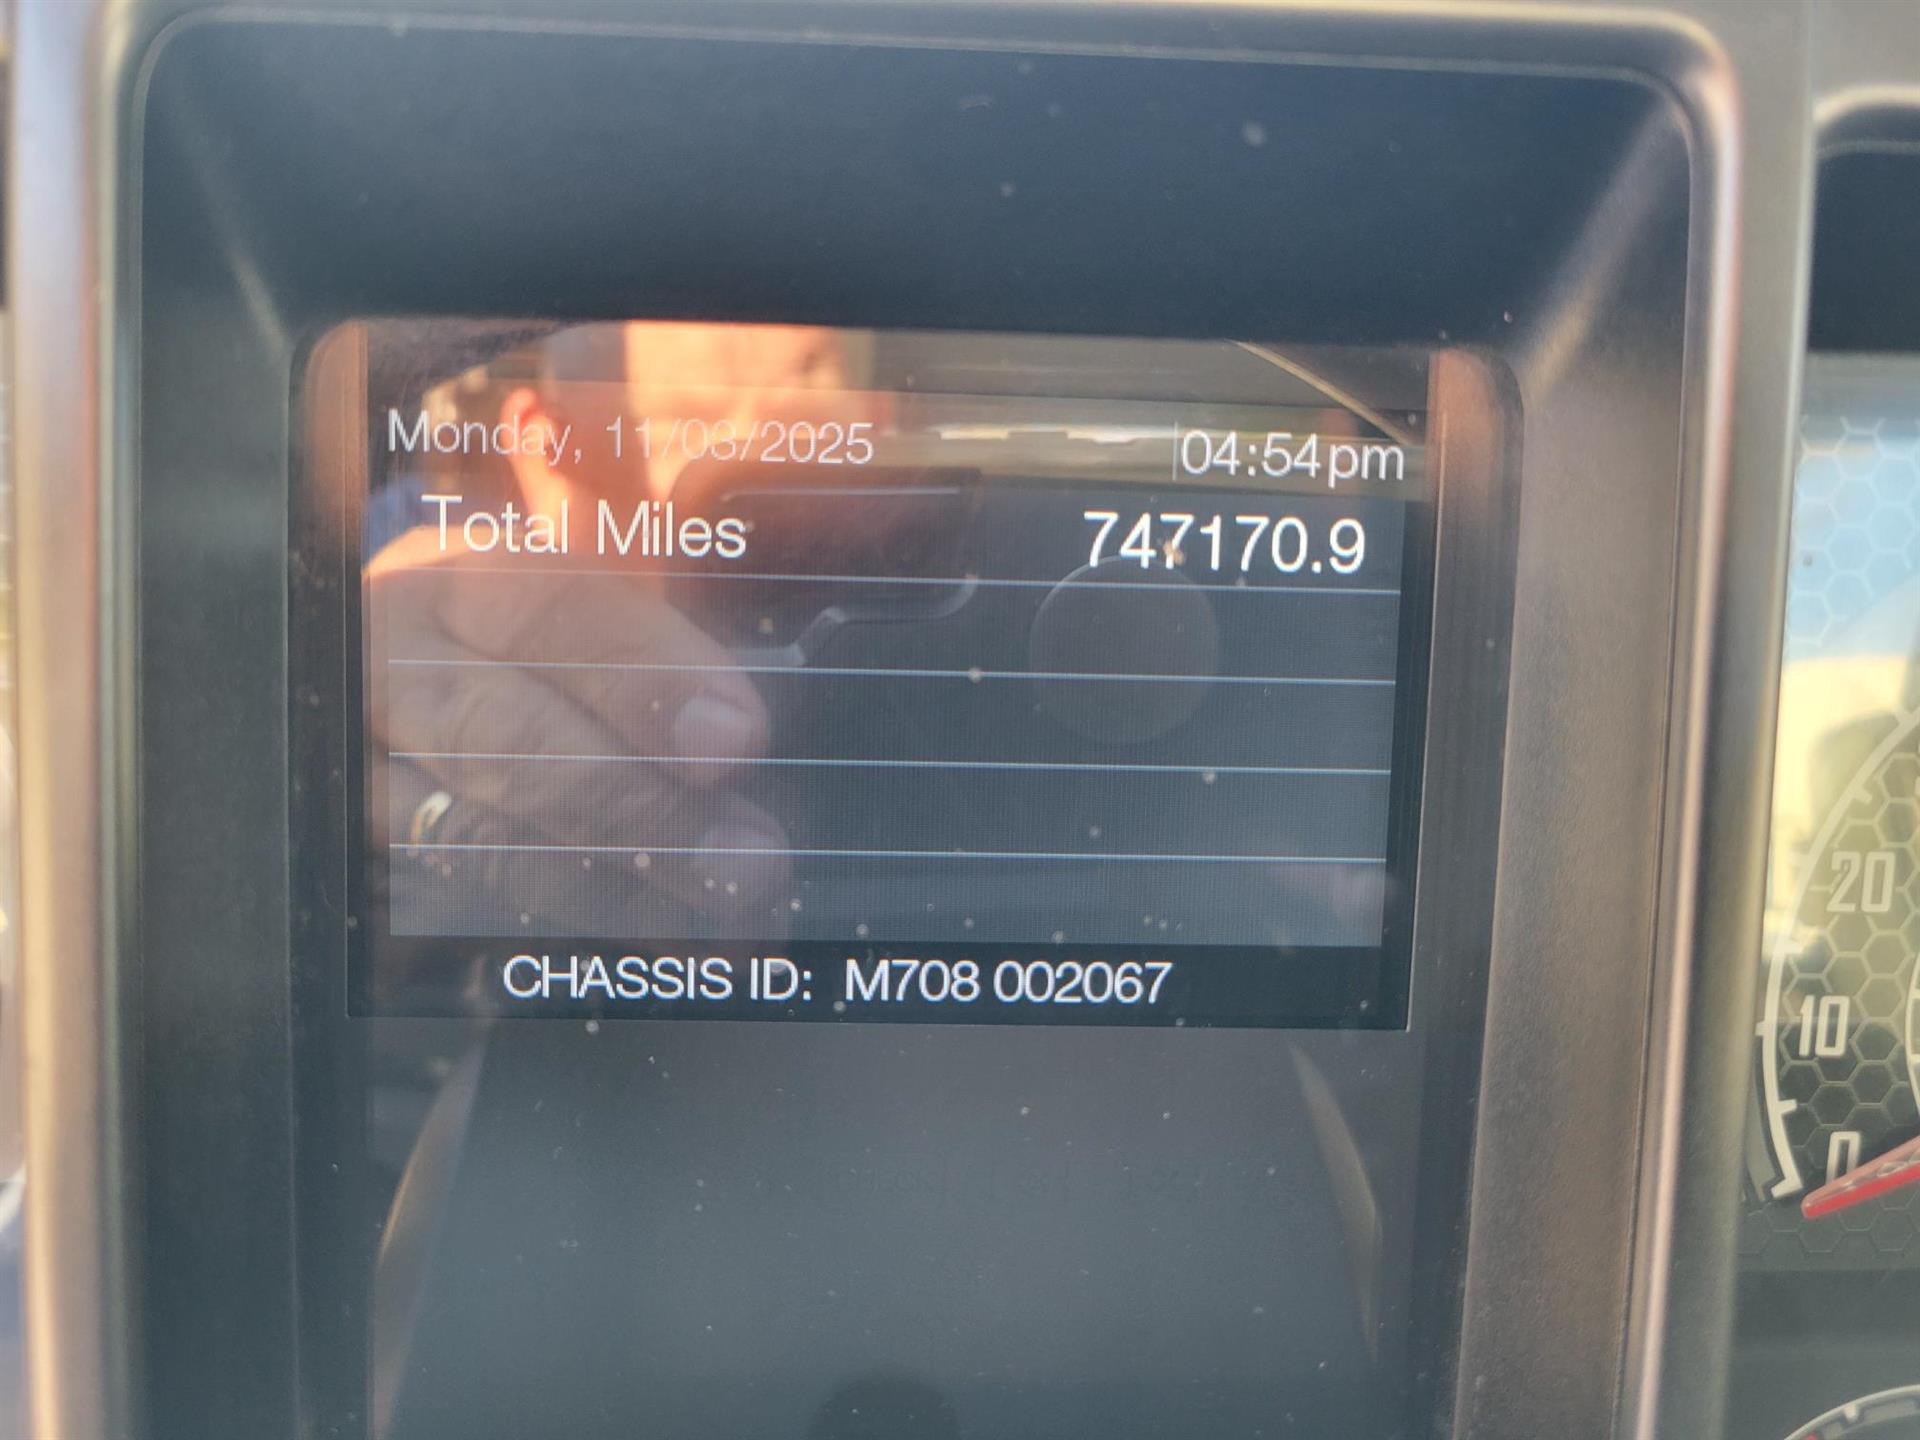 Monday, 11/03/2025 04:54pm
Total Miles 747170.9
CHASSIS ID: M708 002067
20
10
0